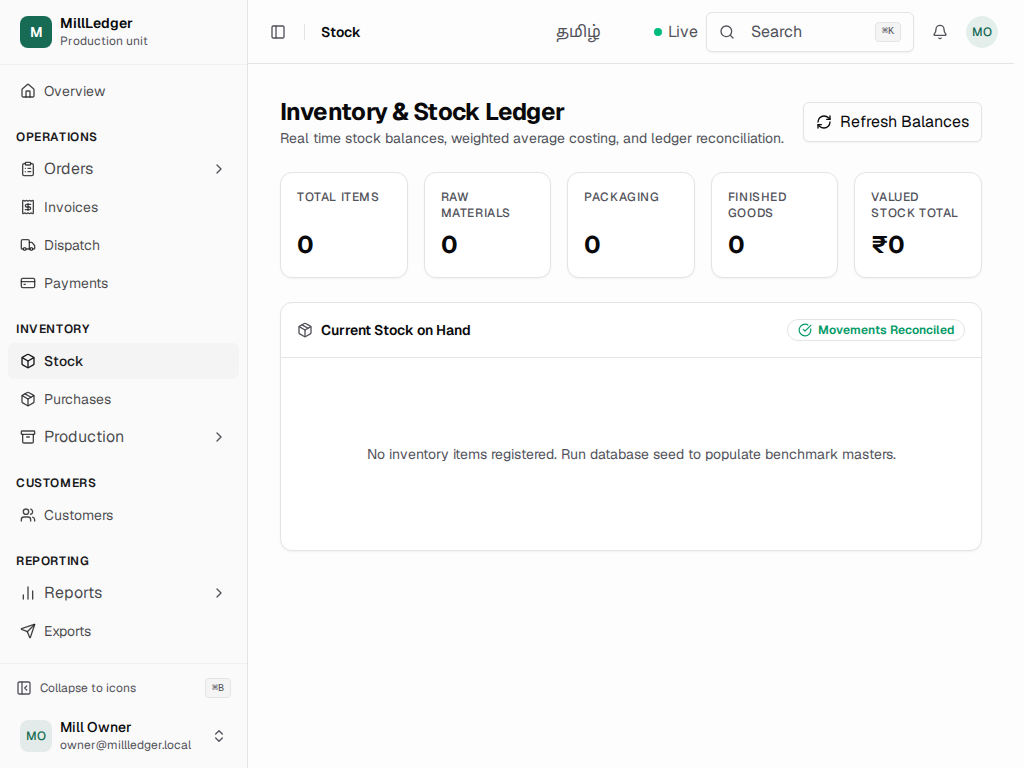 M
MillLedger
Production unit
Overview
OPERATIONS
Orders
Invoices
Dispatch
Payments
INVENTORY
Stock
Purchases
Production
CUSTOMERS
Customers
REPORTING
Reports
Exports
Collapse to icons
⌘B
MO
Mill Owner
owner@millledger.local
Stock
தமிழ்
Live
Search
⌘K
MO
Inventory & Stock Ledger
Real time stock balances, weighted average costing, and ledger reconciliation.
Refresh Balances
TOTAL ITEMS
0
RAW
MATERIALS
0
PACKAGING
0
FINISHED
GOODS
0
VALUED
STOCK TOTAL
₹0
Current Stock on Hand
Movements Reconciled
No inventory items registered. Run database seed to populate benchmark masters.